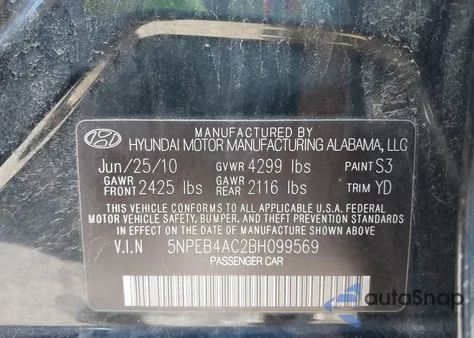 MANUFACTURED BY
HYUNDAI MOTOR MANUFACTURING ALABAMA, LLC
Jun/25/10 GVWR 4299 lbs PAINT S3
GAWR FRONT 2425 lbs GAWR REAR 2116 lbs TRIM YD
THIS VEHICLE CONFORMS TO ALL APPLICABLE U.S.A. FEDERAL
MOTOR VEHICLE SAFETY, BUMPER, AND THEFT PREVENTION STANDARDS
IN EFFECT ON THE DATE OF MANUFACTURE SHOWN ABOVE.
V.I.N 5NPEB4AC2BH099569
PASSENGER CAR
autoSnap